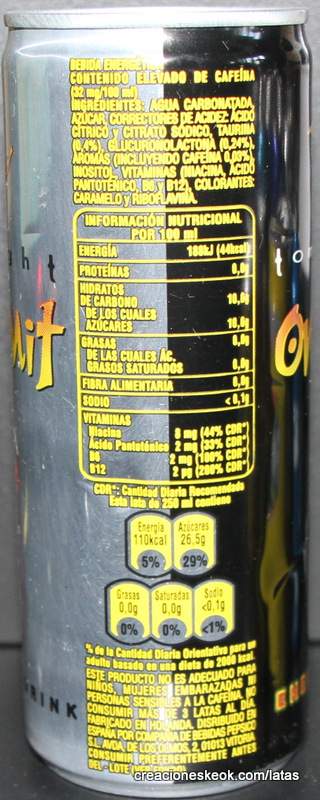 BEBIDA ENERGÉTICA
CONTENIDO ELEVADO DE CAFEÍNA
(32 mg/100 ml)
INGREDIENTES: AGUA CARBONATADA,
AZÚCAR, CORRECTORES DE ACIDEZ: ÁCIDO
CÍTRICO y CITRATO SÓDICO, TAURINA
(0,4%), GLUCURONOLACTONA (0,24%),
AROMAS (INCLUYENDO CAFEÍNA 0,03%),
INOSITOL, VITAMINAS (NIACINA, ÁCIDO
PANTOTÉNICO, B6 y B12), COLORANTES:
CARAMELO y RIBOFLAVINA.
INFORMACIÓN NUTRICIONAL
POR 100 ml
ENERGÍA 188kJ (44kcal)
PROTEÍNAS 0,0g
HIDRATOS
DE CARBONO 10,6g
DE LOS CUALES
AZÚCARES 10,6g
GRASAS 0,0g
DE LAS CUALES ÁC.
GRASOS SATURADOS 0,0g
FIBRA ALIMENTARIA 0,0g
SODIO < 0,1g
VITAMINAS
Niacina 8 mg (44% CDR*)
Ácido Pantoténico 2 mg (33% CDR*)
B6 2 mg (100% CDR*)
B12 2 µg (200% CDR*)
CDR*: Cantidad Diaria Recomendada
Esta lata de 250 ml contiene
Energía 110kcal 5%
Azúcares 26.5g 29%
Grasas 0,0g 0%
Saturadas 0,0g 0%
Sodio <0,1g <1%
% de la Cantidad Diaria Orientativa para un
adulto basado en una dieta de 2000 kcal.
ESTE PRODUCTO NO ES ADECUADO PARA
NIÑOS, MUJERES EMBARAZADAS NI
PERSONAS SENSIBLES A LA CAFEÍNA. NO
CONSUMIR MÁS DE 3 LATAS AL DÍA.
FABRICADO EN HOLANDA. DISRIBUIDO EN
ESPAÑA POR COMPAÑÍA DE BEBIDAS PEPSICO
S.L. AVDA. DE LOS OLMOS, 2, 01013 VITORIA
CONSUMIR PREFERENTEMENTE ANTES
DEL - LOTE
RINK
creacioneskeok.com/latas